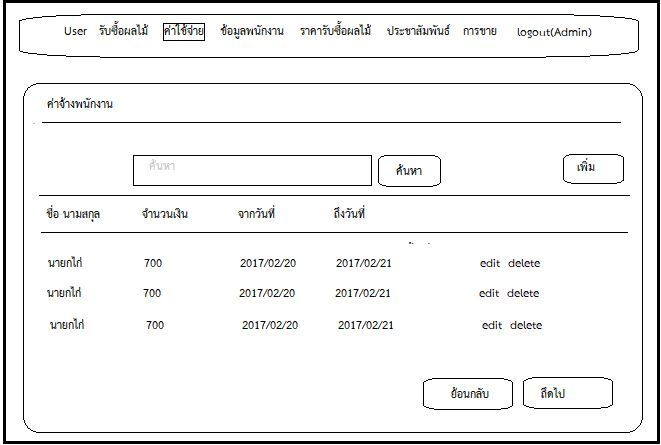 User รับซื้อผลไม้ ค่าใช้จ่าย ข้อมูลพนักงาน ราคารับซื้อผลไม้ ประชาสัมพันธ์ การขาย logout(Admin)
ค่าจ้างพนักงาน
ค้นหา ค้นหา เพิ่ม
ชื่อ นามสกุล จำนวนเงิน จากวันที่ ถึงวันที่
นายกไก่ 700 2017/02/20 2017/02/21 edit delete
นายกไก่ 700 2017/02/20 2017/02/21 edit delete
นายกไก่ 700 2017/02/20 2017/02/21 edit delete
ย้อนกลับ ถึดไป